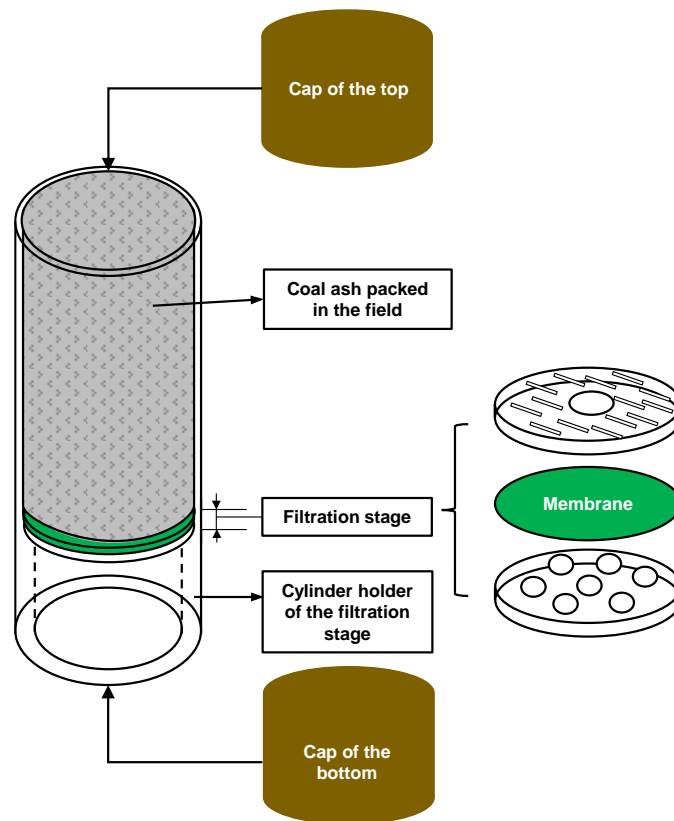 Cap of the top
Coal ash packed
in the field
Membrane
Filtration stage
Cylinder holder
of the filtration
stage
Cap of the
bottom